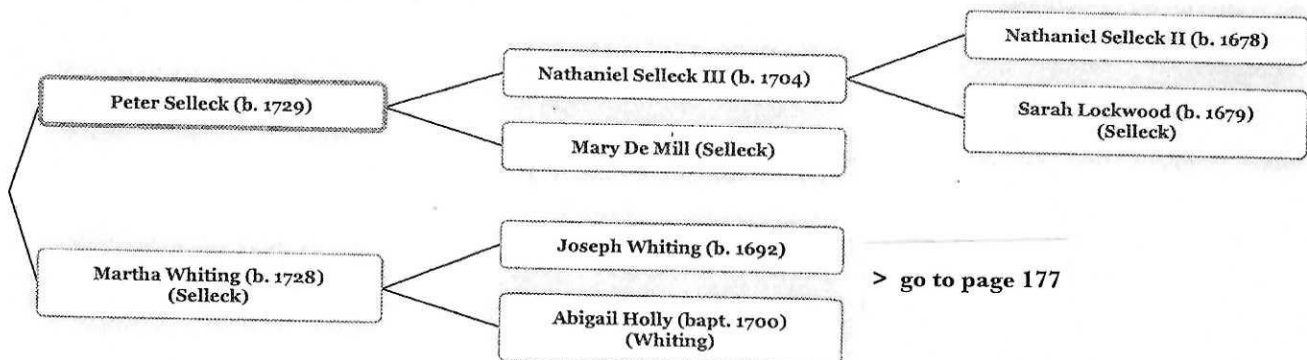 Nathaniel Selleck II (b. 1678)
Nathaniel Selleck III (b. 1704)
Peter Selleck (b. 1729)
Sarah Lockwood (b. 1679)
(Selleck)
Mary De Mill (Selleck)
Joseph Whiting (b. 1692)
Martha Whiting (b. 1728)
(Selleck)
> go to page 177
Abigail Holly (bapt. 1700)
(Whiting)